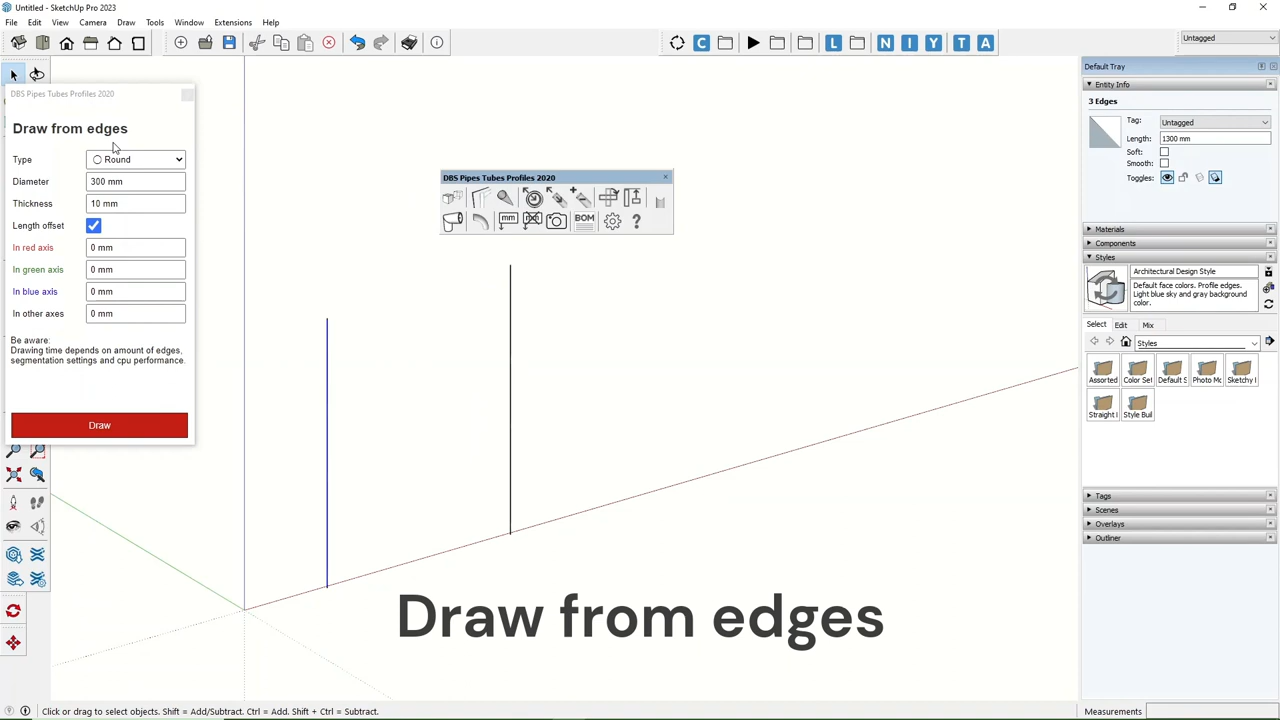 Untitled - SketchUp Pro 2023
File Edit View Camera Draw Tools Window Extensions Help
C L N I Y T A
Untagged
DBS Pipes Tubes Profiles 2020
Draw from edges
Type Round
Diameter 300 mm
Thickness 10 mm
Length offset
In red axis 0 mm
In green axis 0 mm
In blue axis 0 mm
In other axes 0 mm
Be aware:
Drawing time depends on amount of edges,
segmentation settings and cpu performance.
Draw
DBS Pipes Tubes Profiles 2020
mm
BOM
?
Draw from edges
Default Tray
Entity Info
3 Edges
Tag: Untagged
Length: 1300 mm
Soft:
Smooth:
Toggles:
Materials
Components
Styles
Architectural Design Style
Default face colors. Profile edges.
Light blue sky and gray background
color.
Select Edit Mix
Styles
Assorted Color Se Default S Photo Mo Sketchy
Straight Style Buil
Tags
Scenes
Shadows
Outliner
Click or drag to select objects. Shift = Add/Subtract. Ctrl = Add. Shift + Ctrl = Subtract.
Measurements